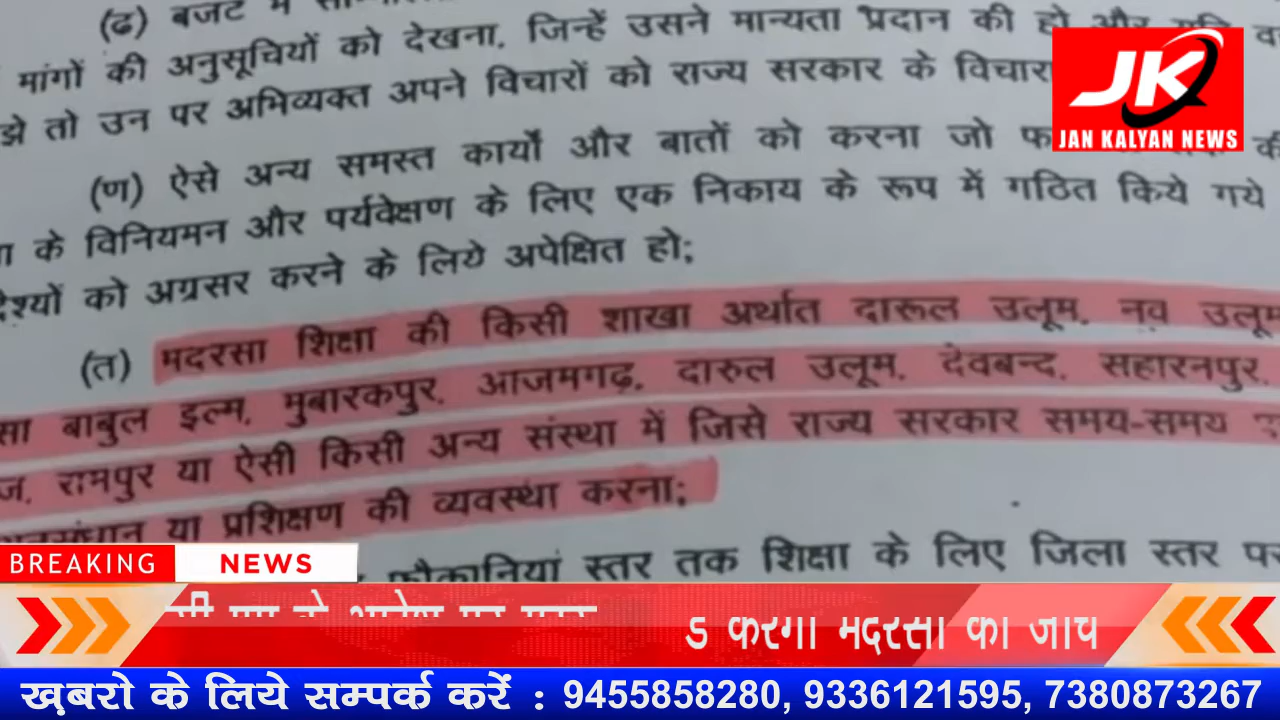 (ढ) बजट में
मांगों की अनुसूचियों को देखना, जिन्हें उसने मान्यता प्रदान की हो और यदि
झे तो उन पर अभिव्यक्त अपने विचारों को राज्य सरकार के विचारा
(ण) ऐसे अन्य समस्त कार्यों और बातों को करना जो
के विनियमन और पर्यवेक्षण के लिए एक निकाय के रूप में गठित किये गये
देश्यों को अग्रसर करने के लिये अपेक्षित हो;
(त) मदरसा शिक्षा की किसी शाखा अर्थात दारूल उलूम, नव उलूम
सा बाबुल इल्म, मुबारकपुर, आजमगढ़, दारुल उलूम, देवबन्द, सहारनपुर,
ज, रामपुर या ऐसी किसी अन्य संस्था में जिसे राज्य सरकार समय-समय
अनुसंधान या प्रशिक्षण की व्यवस्था करना;
फौकानियां स्तर तक शिक्षा के लिए जिला स्तर पर
JK
JAN KALYAN NEWS
BREAKING NEWS
करेगी मदरसों की जांच
ख़बरो के लिये सम्पर्क करें : 9455858280, 9336121595, 7380873267